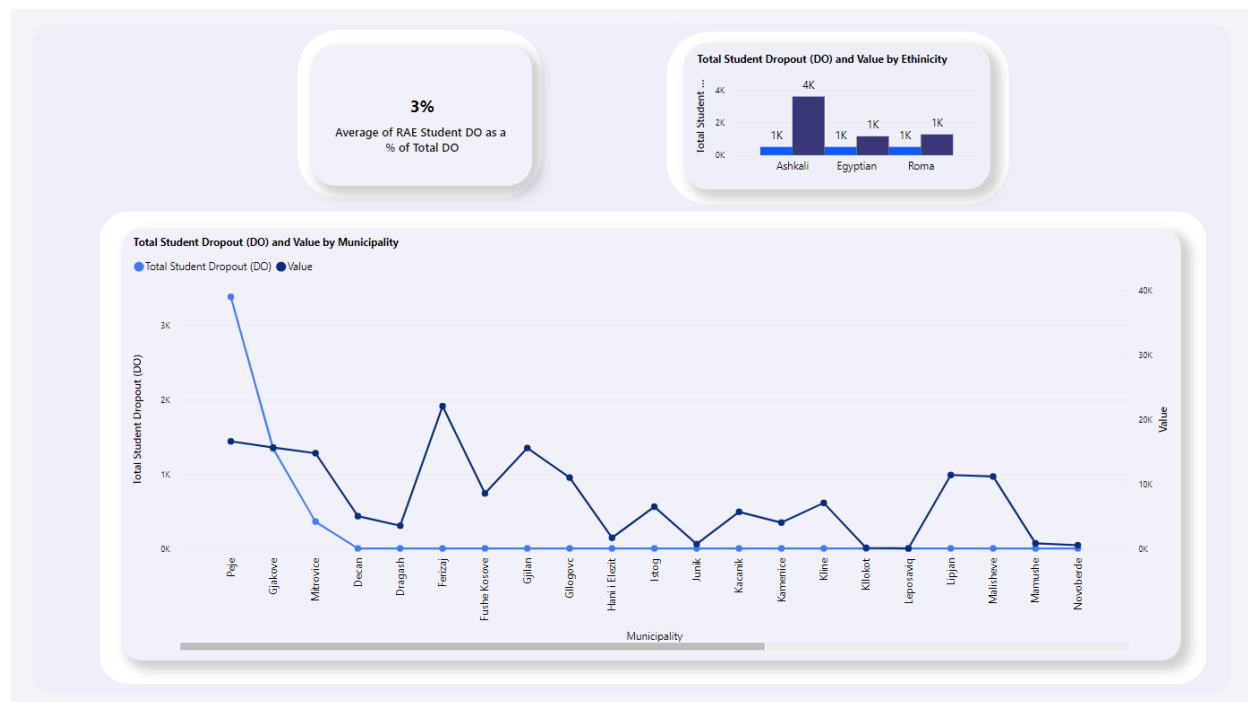 3%
Average of RAE Student DO as a
% of Total DO
Total Student Dropout (DO) and Value by Ethinicity
Total Student ...
4K
2K
0K
1K
4K
1K
1K
1K
1K
Ashkali
Egyptian
Roma
Total Student Dropout (DO) and Value by Municipality
Total Student Dropout (DO)
Value
Total Student Dropout (DO)
3K
2K
1K
0K
40K
30K
20K
10K
0K
Value
Peje
Gjakove
Mitrovice
Decan
Dragash
Ferizaj
Fushe Kosove
Gjilan
Gllogovc
Hani i Elezit
Istog
Junik
Kacanik
Kamenice
Kline
Kllokot
Leposaviq
Lipjan
Malisheve
Mamushe
Novoberde
Municipality